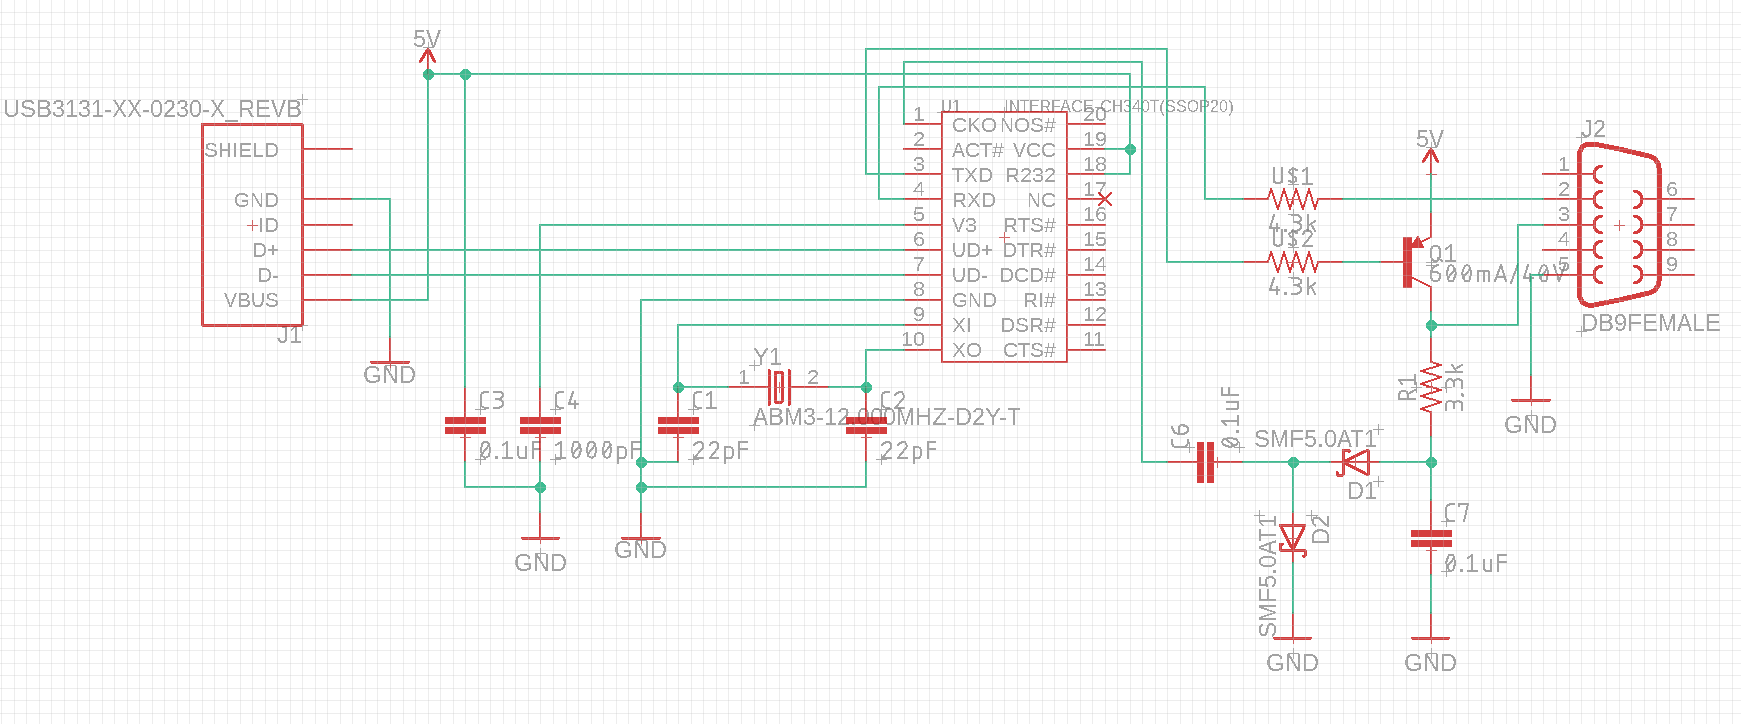 5V
USB3131-XX-0230-X_REVB
SHIELD
GND
ID
D+
D-
VBUS
J1
GND
C3
0.1uF
C4
1000pF
GND
C1
22pF
GND
Y1
1
2
ABM3-12.000MHZ-D2Y-T
C2
22pF
U1
INTERFACE-CH340T(SSOP20)
1 CKO NOS# 20
2 ACT# VCC 19
3 TXD R232 18
4 RXD NC 17
5 V3 RTS# 16
6 UD+ DTR# 15
7 UD- DCD# 14
8 GND RI# 13
9 XI DSR# 12
10 XO CTS# 11
U$1
4.3k
U$2
4.3k
5V
Q1
600mA/40V
J2
1
2
3
4
5
6
7
8
9
DB9FEMALE
GND
R1
3.3k
C6
0.1uF
SMF5.0AT1
D1
SMF5.0AT1
D2
GND
C7
0.1uF
GND